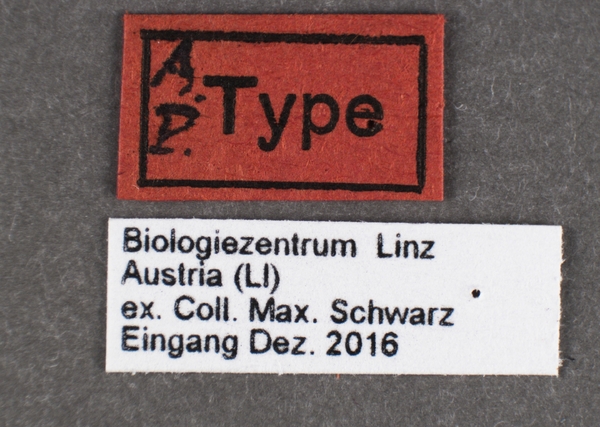 A.
P. Type
Biologiezentrum Linz
Austria (LI)
ex. Coll. Max. Schwarz
Eingang Dez. 2016